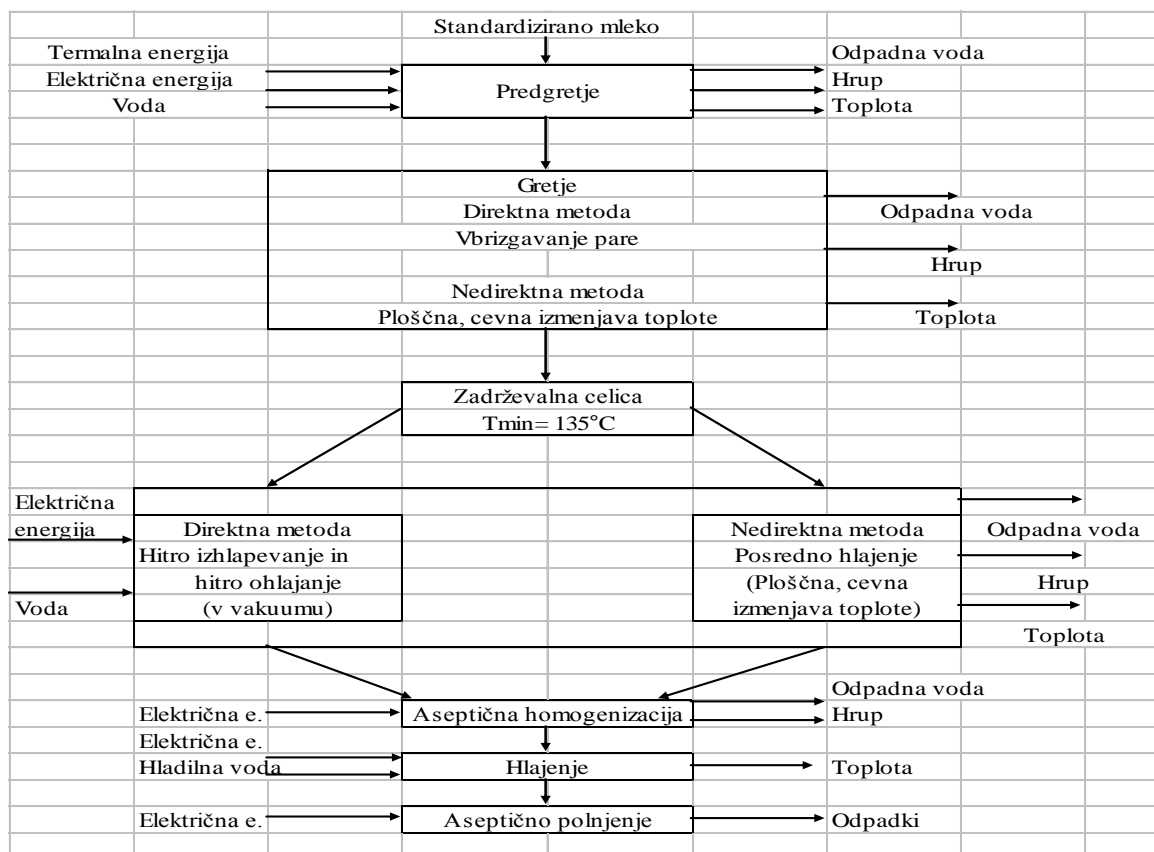 Standardizirano mleko
Termalna energija
Električna energija
Voda
Predgretje
Odpadna voda
Hrup
Toplota
Gretje
Direktna metoda
Vbrizgavanje pare
Nedirektna metoda
Ploščna, cevna izmenjava toplote
Odpadna voda
Hrup
Toplota
Zadrževalna celica
Tmin= 135°C
Električna
energija
Voda
Direktna metoda
Hitro izhlapevanje in
hitro ohlajanje
(v vakuumu)
Nedirektna metoda
Posredno hlajenje
(Ploščna, cevna
izmenjava toplote)
Odpadna voda
Hrup
Toplota
Električna e.
Aseptična homogenizacija
Odpadna voda
Hrup
Električna e.
Hladilna voda
Hlajenje
Toplota
Električna e.
Aseptično polnjenje
Odpadki